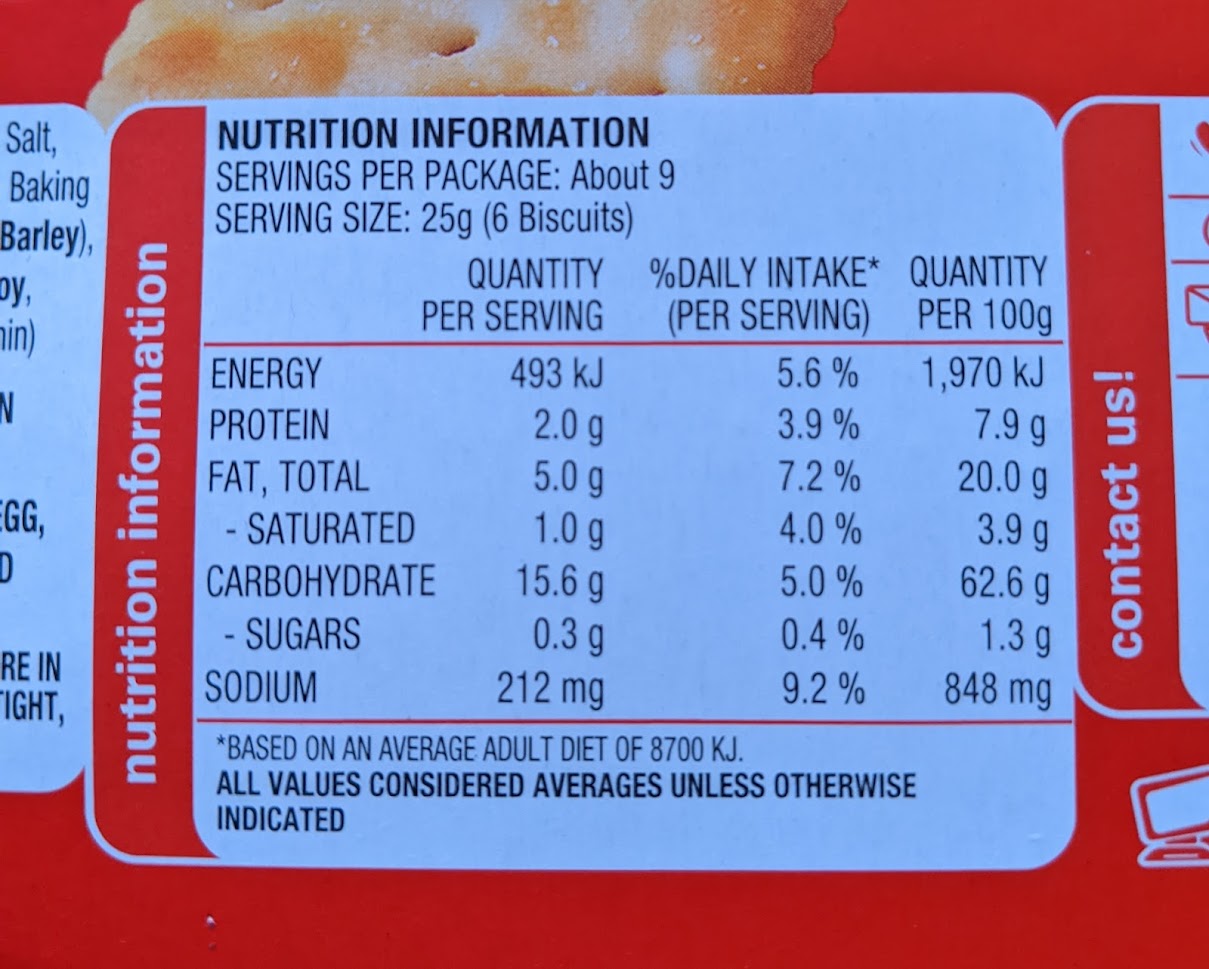 Salt,
Baking
Barley),
oy,
in)
N
EGG,
D
RE IN
TIGHT,
nutrition information
NUTRITION INFORMATION
SERVINGS PER PACKAGE: About 9
SERVING SIZE: 25g (6 Biscuits)
QUANTITY PER SERVING %DAILY INTAKE* (PER SERVING) QUANTITY PER 100g
ENERGY 493 kJ 5.6 % 1,970 kJ
PROTEIN 2.0 g 3.9 % 7.9 g
FAT, TOTAL 5.0 g 7.2 % 20.0 g
- SATURATED 1.0 g 4.0 % 3.9 g
CARBOHYDRATE 15.6 g 5.0 % 62.6 g
- SUGARS 0.3 g 0.4 % 1.3 g
SODIUM 212 mg 9.2 % 848 mg
*BASED ON AN AVERAGE ADULT DIET OF 8700 KJ.
ALL VALUES CONSIDERED AVERAGES UNLESS OTHERWISE
INDICATED
contact us!